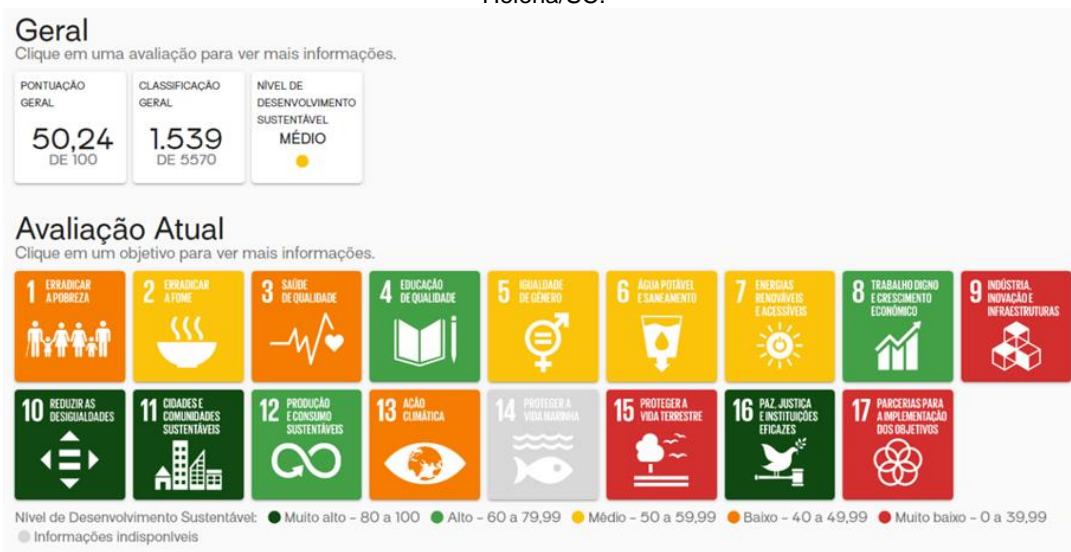 Helena/SC.
Geral
Clique em uma avaliação para ver mais informações.
PONTUAÇÃO
GERAL
50,24
DE 100
CLASSIFICAÇÃO
GERAL
1.539
DE 5570
NÍVEL DE
DESENVOLVIMENTO
SUSTENTÁVEL
MÉDIO
Avaliação Atual
Clique em um objetivo para ver mais informações.
1 ERRADICAR
A POBREZA
2 ERRADICAR
A FOME
3 SAÚDE
DE QUALIDADE
4 EDUCAÇÃO
DE QUALIDADE
5 IGUALDADE
DE GÉNERO
6 ÁGUA POTÁVEL
E SANEAMENTO
7 ENERGIAS
RENOVÁVEIS
E ACESSÍVEIS
8 TRABALHO DIGNO
E CRESCIMENTO
ECONÓMICO
9 INDÚSTRIA,
INOVAÇÃO E
INFRAESTRUTURAS
10 REDUZIR AS
DESIGUALDADES
11 CIDADES E
COMUNIDADES
SUSTENTÁVEIS
12 PRODUÇÃO
E CONSUMO
SUSTENTÁVEIS
13 AÇÃO
CLIMÁTICA
14 PROTEGER A
VIDA MARINHA
15 PROTEGER A
VIDA TERRESTRE
16 PAZ, JUSTIÇA
E INSTITUIÇÕES
EFICAZES
17 PARCERIAS PARA
A IMPLEMENTAÇÃO
DOS OBJETIVOS
Nível de Desenvolvimento Sustentável: Muito alto - 80 a 100 Alto - 60 a 79,99 Médio - 50 a 59,99 Baixo - 40 a 49,99 Muito baixo - 0 a 39,99
Informações indisponíveis